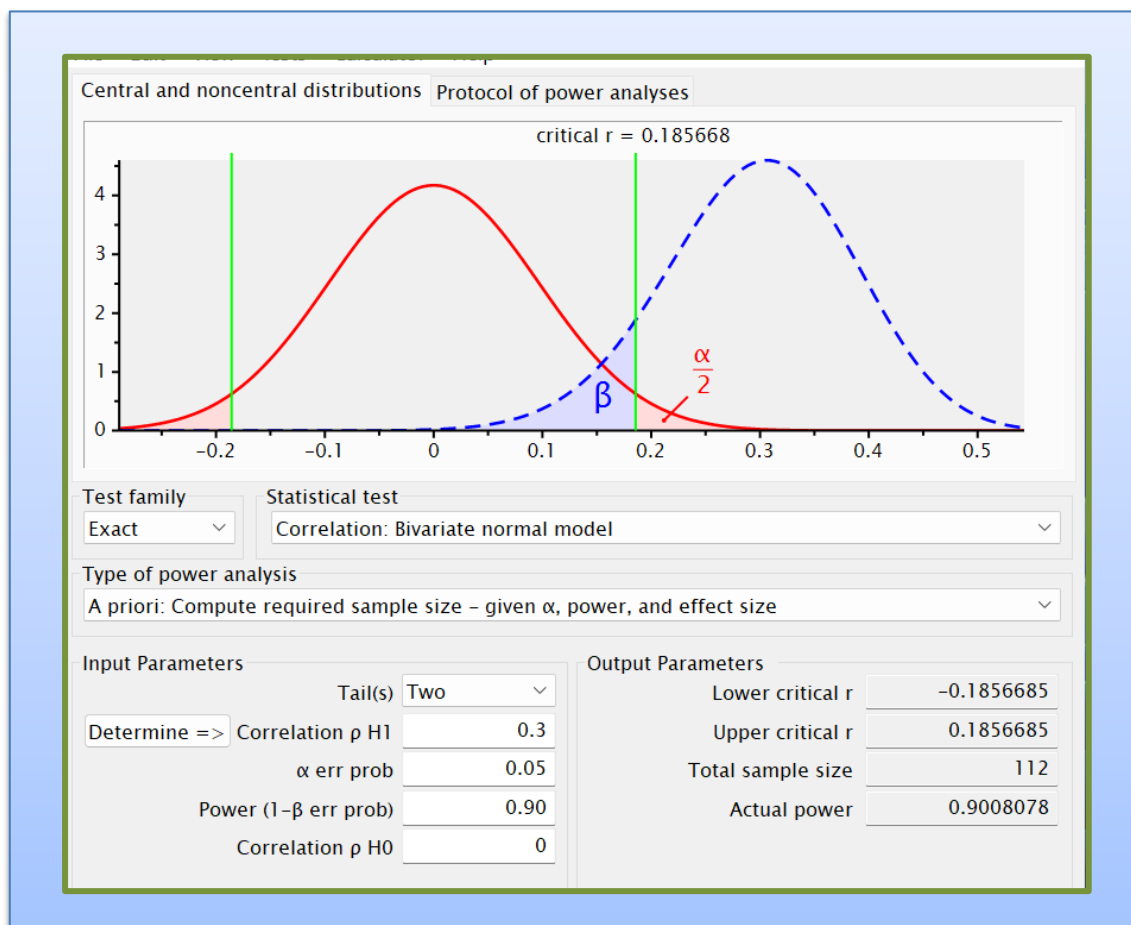 Central and noncentral distributions Protocol of power analyses
critical r = 0.185668
4
3
2
1
0
α
2
β
-0.2 -0.1 0 0.1 0.2 0.3 0.4 0.5
Test family Statistical test
Exact Correlation: Bivariate normal model
Type of power analysis
A priori: Compute required sample size – given α, power, and effect size
Input Parameters Output Parameters
Tail(s) Two Lower critical r -0.1856685
Determine => Correlation ρ H1 0.3 Upper critical r 0.1856685
α err prob 0.05 Total sample size 112
Power (1-β err prob) 0.90 Actual power 0.9008078
Correlation ρ H0 0